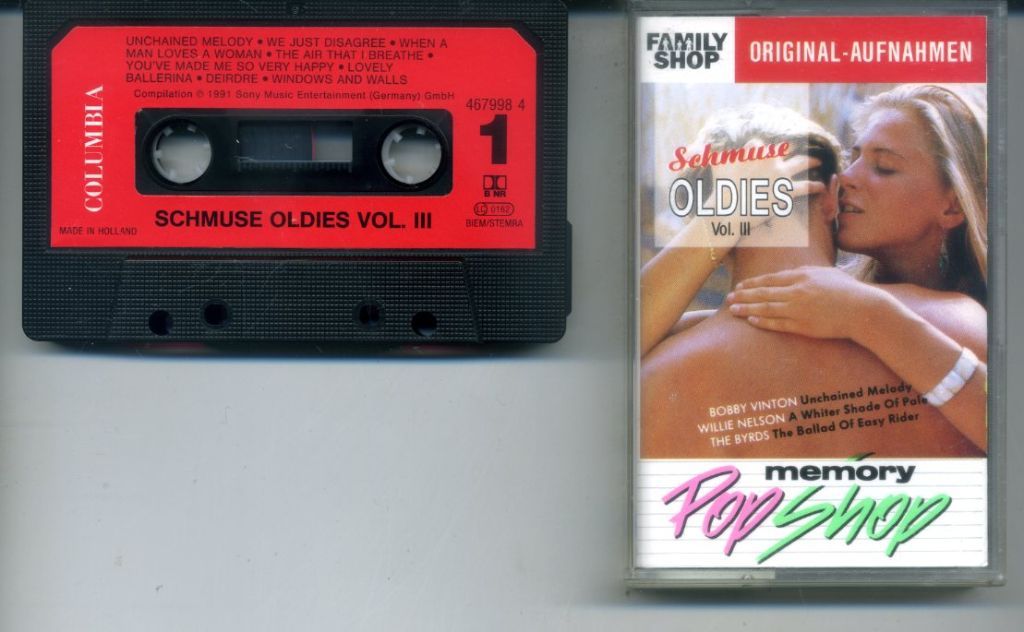 UNCHAINED MELODY • WE JUST DISAGREE • WHEN A
MAN LOVES A WOMAN • THE AIR THAT I BREATHE •
YOU'VE MADE ME SO VERY HAPPY • LOVELY
BALLERINA • DEIRDRE • WINDOWS AND WALLS
Compilation ℗ 1991 Sony Music Entertainment (Germany) GmbH
467998 4
COLUMBIA
1
B NR
LC 0162
BIEM/STEMRA
SCHMUSE OLDIES VOL. III
MADE IN HOLLAND
FAMILY
SHOP
ORIGINAL-AUFNAHMEN
Schmuse
OLDIES
Vol. III
BOBBY VINTON Unchained Melody
WILLIE NELSON A Whiter Shade Of Pale
THE BYRDS The Ballad Of Easy Rider
memory
Pop Shop